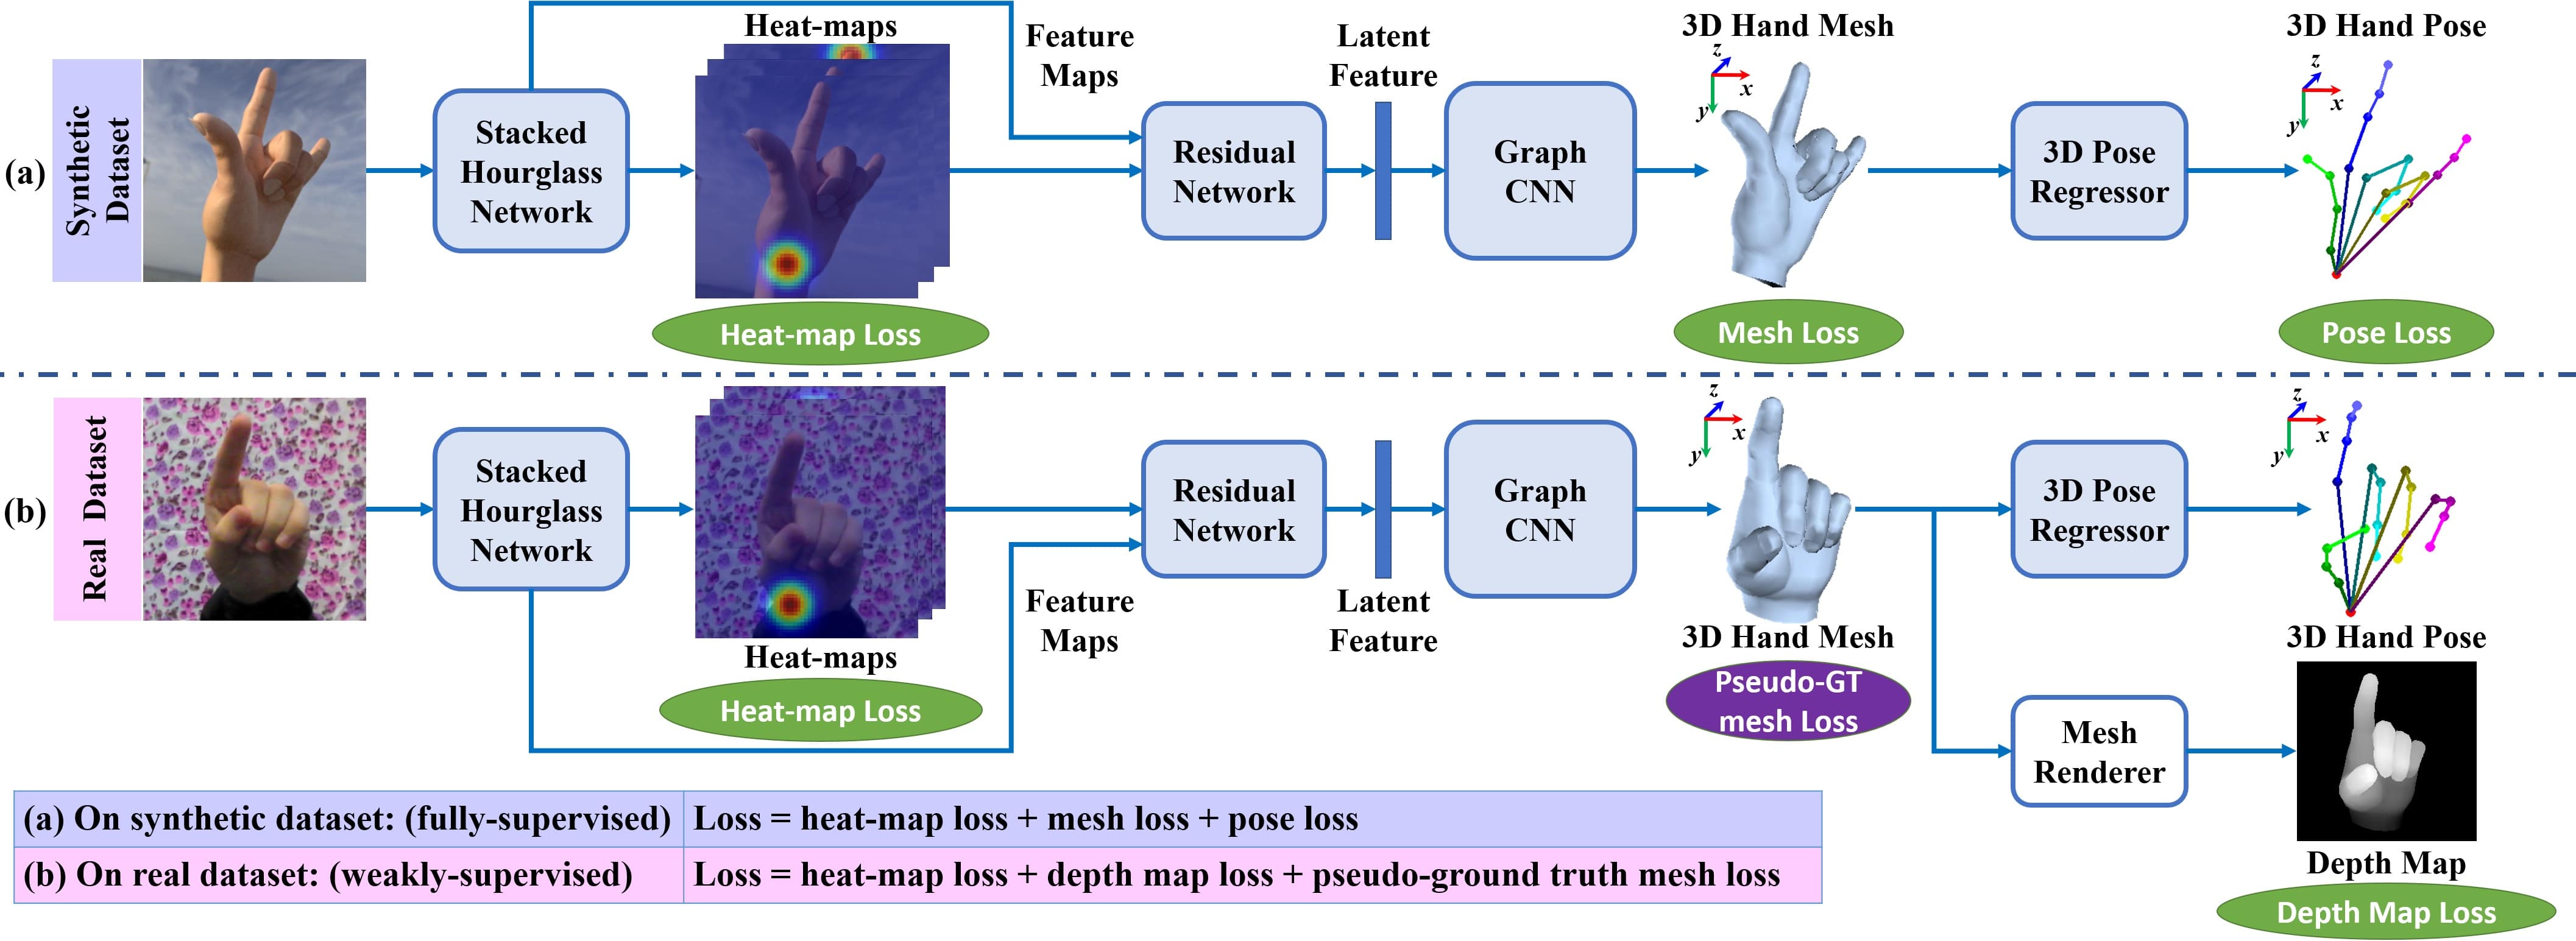 (a)
Synthetic
Dataset
Stacked
Hourglass
Network
Heat-maps
Heat-map Loss
Feature
Maps
Residual
Network
Latent
Feature
Graph
CNN
3D Hand Mesh
z
x
y
Mesh Loss
3D Pose
Regressor
3D Hand Pose
z
x
y
Pose Loss
(b)
Real Dataset
Stacked
Hourglass
Network
Heat-maps
Heat-map Loss
Feature
Maps
Residual
Network
Latent
Feature
Graph
CNN
z
x
y
3D Hand Mesh
Pseudo-GT
mesh Loss
3D Pose
Regressor
z
x
y
3D Hand Pose
Mesh
Renderer
Depth Map
Depth Map Loss
(a) On synthetic dataset: (fully-supervised) Loss = heat-map loss + mesh loss + pose loss
(b) On real dataset: (weakly-supervised) Loss = heat-map loss + depth map loss + pseudo-ground truth mesh loss